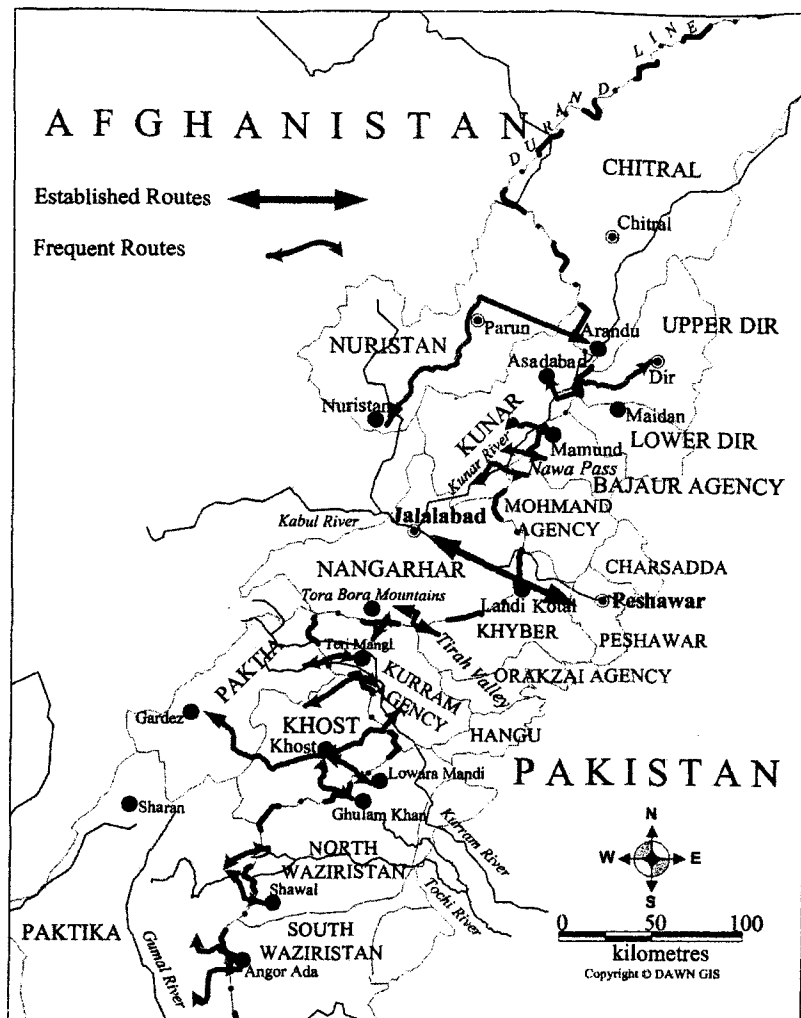 DURAND LINE
AFGHANISTAN
CHITRAL
Established Routes
Chitral
Frequent Routes
Parun
Arandu
UPPER DIR
NURISTAN
Asadabad
Dir
Nuristan
Maidan
KUNAR
LOWER DIR
Mamund
Kunar River
Nawa Pass
BAJAUR AGENCY
MOHMAND
AGENCY
Jalalabad
Kabul River
CHARSADDA
NANGARHAR
Tora Bora Mountains
Landi Kotal
Peshawar
KHYBER
PESHAWAR
Teri Mangl
Tirah Valley
ORAKZAI AGENCY
PAKTIA
KURRAM
AGENCY
Gardez
KHOST
HANGU
Khost
PAKISTAN
Lowara Mandi
Sharan
Ghulam Khan
Kurram River
N
W E
S
NORTH
WAZIRISTAN
Tochi River
Shawal
PAKTIKA
SOUTH
WAZIRISTAN
Gumal River
Angor Ada
0 50 100
kilometres
Copyright © DAWN GIS